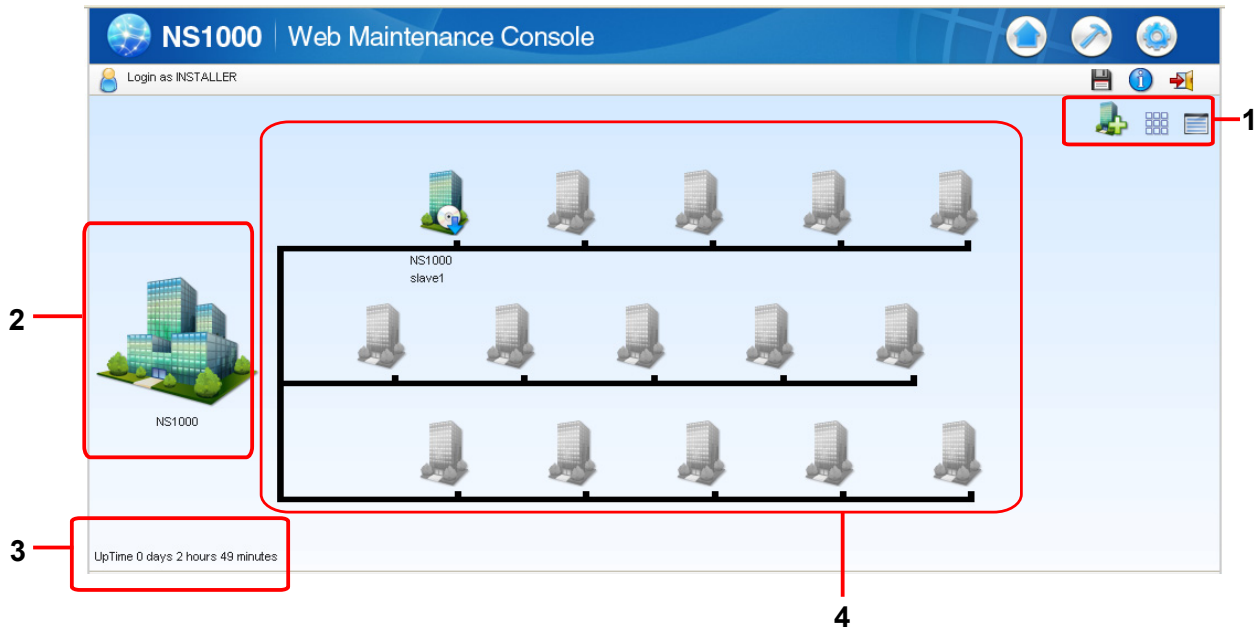 NS1000 Web Maintenance Console
Login as INSTALLER
1
NS1000
slave1
2
NS1000
3
UpTime 0 days 2 hours 49 minutes
4